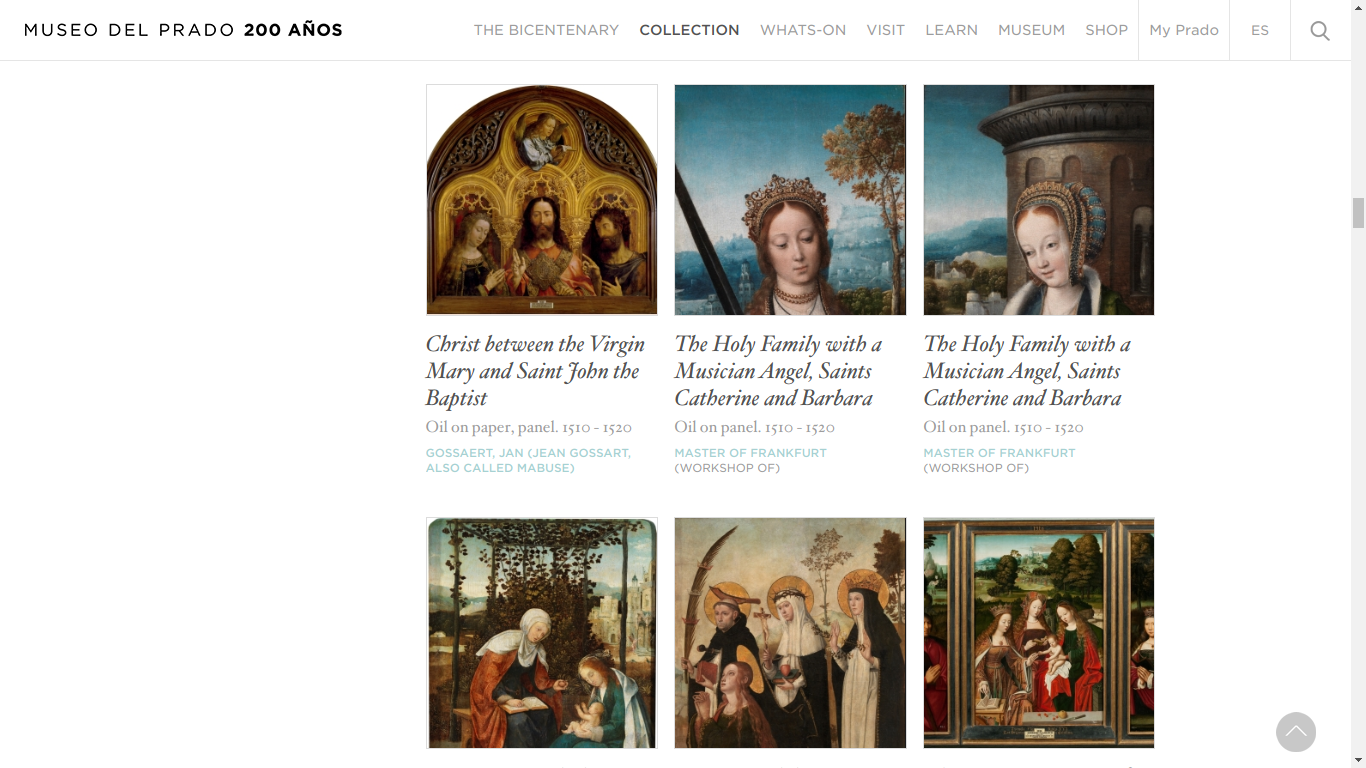 MUSEO DEL PRADO 200 AÑOS
THE BICENTENARY COLLECTION WHATS-ON VISIT LEARN MUSEUM SHOP My Prado ES
Christ between the Virgin
Mary and Saint John the
Baptist
Oil on paper, panel. 1510 - 1520
GOSSAERT, JAN (JEAN GOSSART,
ALSO CALLED MABUSE)
The Holy Family with a
Musician Angel, Saints
Catherine and Barbara
Oil on panel. 1510 - 1520
MASTER OF FRANKFURT
(WORKSHOP OF)
The Holy Family with a
Musician Angel, Saints
Catherine and Barbara
Oil on panel. 1510 - 1520
MASTER OF FRANKFURT
(WORKSHOP OF)